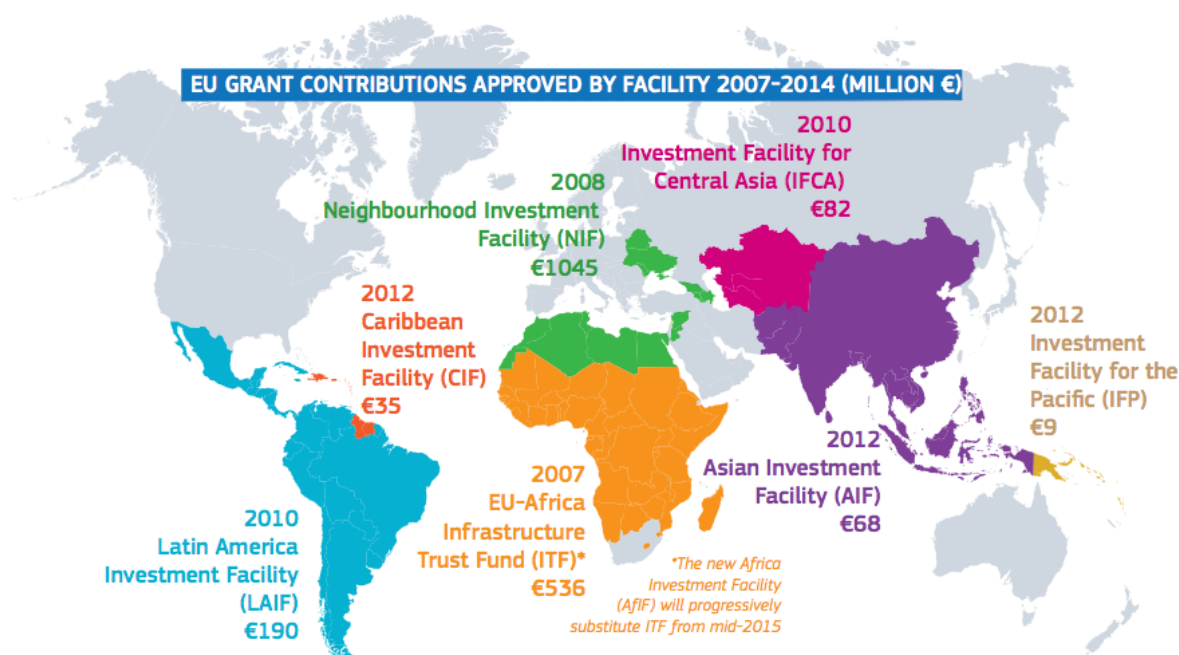 EU GRANT CONTRIBUTIONS APPROVED BY FACILITY 2007-2014 (MILLION €)
2010
Investment Facility for
Central Asia (IFCA)
€82
2008
Neighbourhood Investment
Facility (NIF)
€1045
2012
Caribbean
Investment
Facility (CIF)
€35
2012
Investment
Facility for the
Pacific (IFP)
€9
2012
Asian Investment
Facility (AIF)
€68
2007
EU-Africa
Infrastructure
Trust Fund (ITF)*
€536
2010
Latin America
Investment Facility
(LAIF)
€190
*The new Africa
Investment Facility
(AfIF) will progressively
substitute ITF from mid-2015